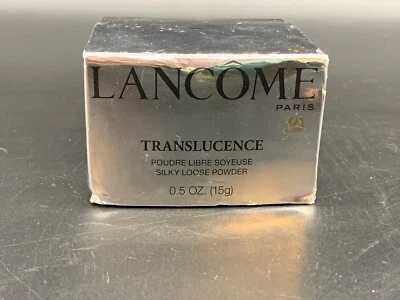 LANCÔME
PARIS
TRANSLUCENCE
POUDRE LIBRE SOYEUSE
SILKY LOOSE POWDER
0.5 OZ. (15g)